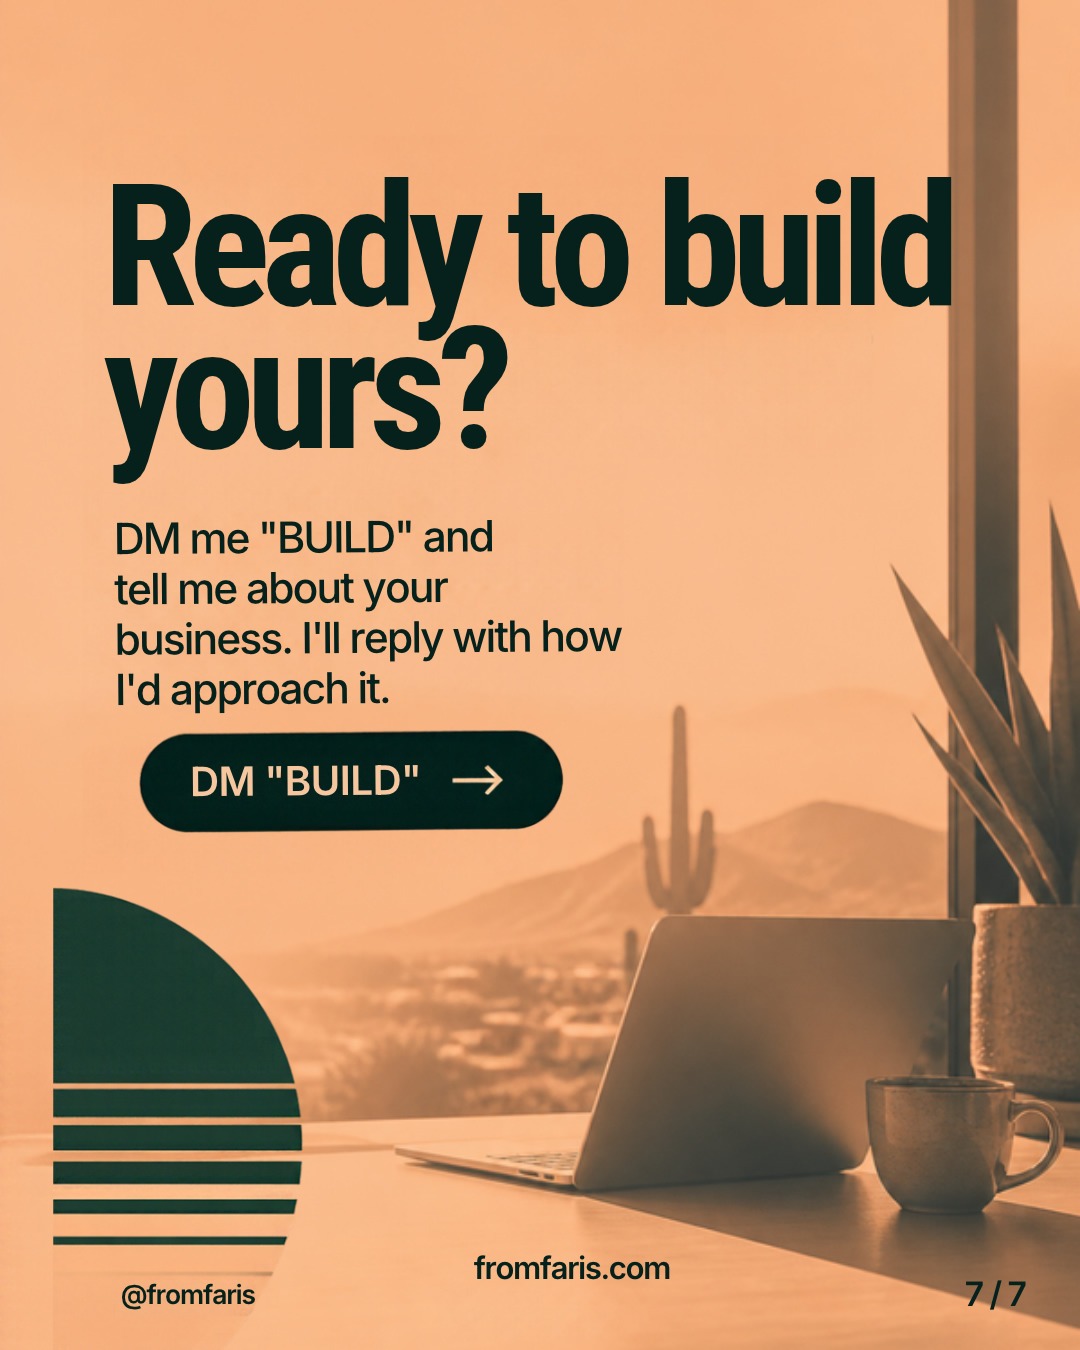 Ready to build
yours?
DM me "BUILD" and
tell me about your
business. I'll reply with how
I'd approach it.
DM "BUILD" →
fromfaris.com
@fromfaris
7 / 7